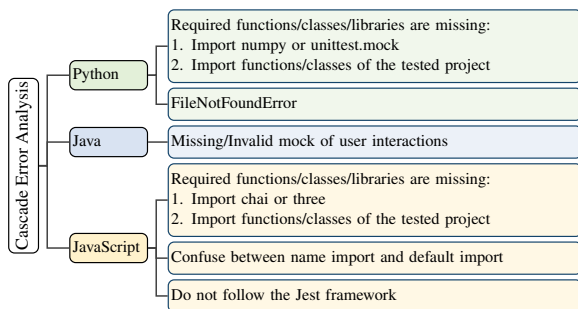 Cascade Error Analysis
Python
Required functions/classes/libraries are missing:
1. Import numpy or unittest.mock
2. Import functions/classes of the tested project
FileNotFoundError
Java
Missing/Invalid mock of user interactions
JavaScript
Required functions/classes/libraries are missing:
1. Import chai or three
2. Import functions/classes of the tested project
Confuse between name import and default import
Do not follow the Jest framework